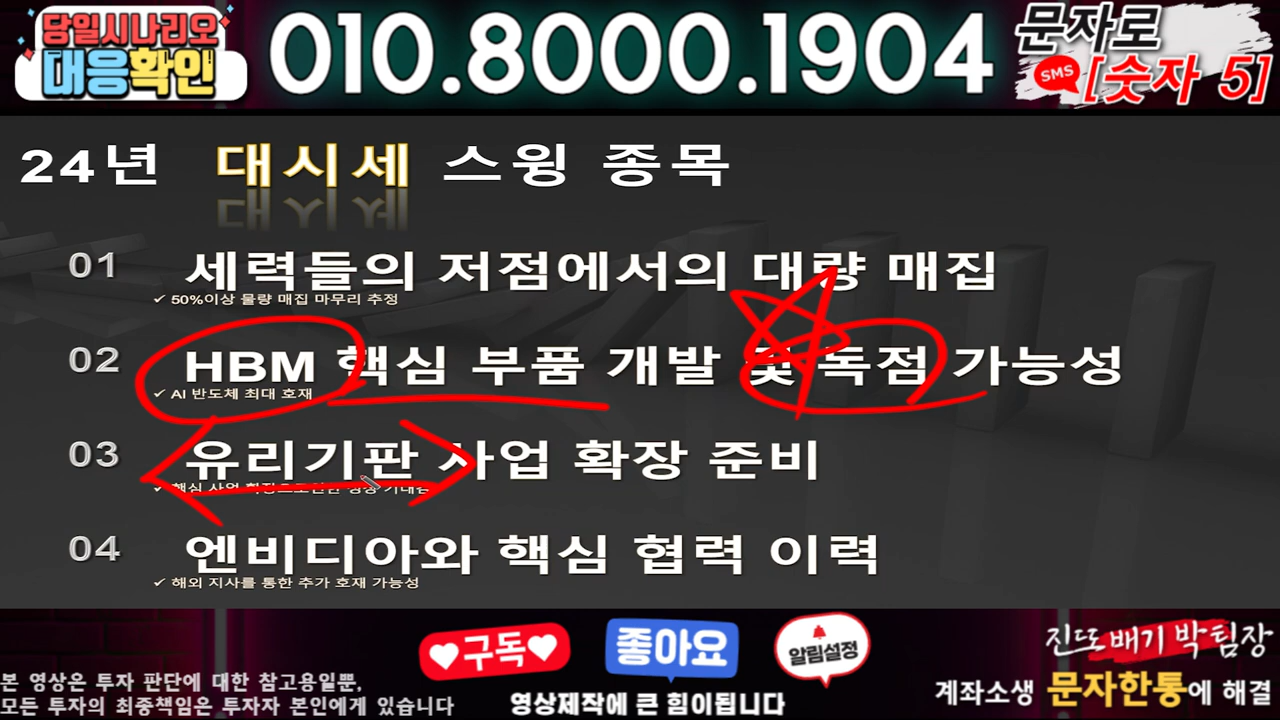 당일시나리오
대응확인
010.8000.1904
문자로
SMS
[숫자 5]
24년 대시세 스윙 종목
01 세력들의 저점에서의 대량 매집
✓ 50%이상 물량 매집 마무리 추정
02 HBM 핵심 부품 개발 및 독점 가능성
✓ AI 반도체 최대 호재
03 유리기판 사업 확장 준비
✓ 핵심 사업
04 엔비디아와 핵심 협력 이력
✓ 해외 지사를 통한 추가 호재 가능성
구독
좋아요
알림설정
영상제작에 큰 힘이됩니다
본 영상은 투자 판단에 대한 참고용일뿐,
모든 투자의 최종책임은 투자자 본인에게 있습니다
진또배기 박팀장
계좌소생 문자한통에 해결